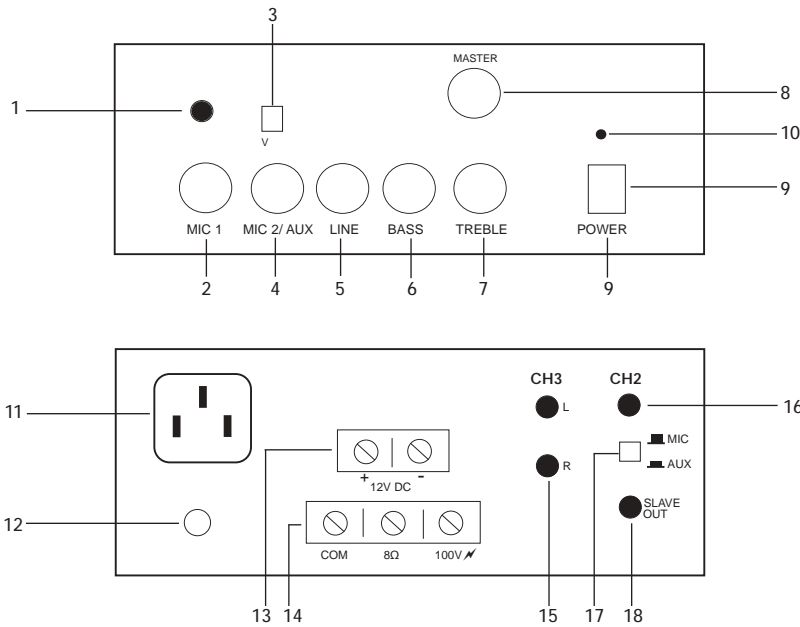 3
MASTER
1
8
10
V
9
MIC 1
MIC 2/ AUX
LINE
BASS
TREBLE
POWER
2
4
5
6
7
9
CH3
CH2
11
L
16
MIC
R
AUX
+
-
12V DC
SLAVE
OUT
12
COM
8Ω
100V
13
14
15
17
18